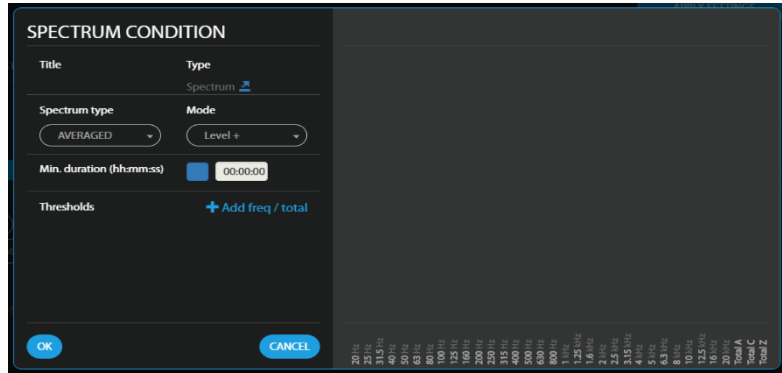 APPLY SETTINGS
SPECTRUM CONDITION
Title
Type
Spectrum
Spectrum type
Mode
AVERAGED
Level +
Min. duration (hh:mm:ss)
00:00:00
Thresholds
+ Add freq / total
OK
CANCEL
20 Hz
25 Hz
31.5 Hz
40 Hz
50 Hz
63 Hz
80 Hz
100 Hz
125 Hz
160 Hz
200 Hz
250 Hz
315 Hz
400 Hz
500 Hz
630 Hz
800 Hz
1 kHz
1.25 kHz
1.6 kHz
2 kHz
2.5 kHz
3.15 kHz
4 kHz
5 kHz
6.3 kHz
8 kHz
10 kHz
12.5 kHz
16 kHz
20 kHz
Total A
Total C
Total Z